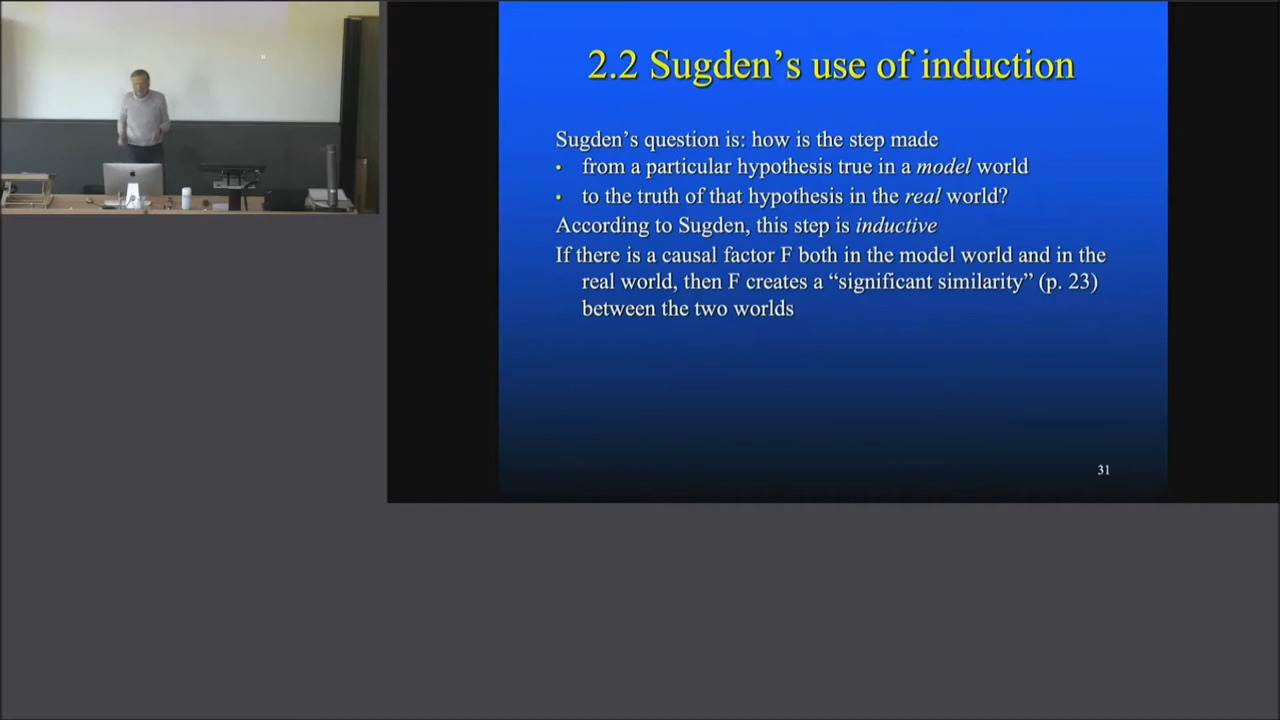 2.2 Sugden's use of induction
Sugden's question is: how is the step made
• from a particular hypothesis true in a model world
• to the truth of that hypothesis in the real world?
According to Sugden, this step is inductive
If there is a causal factor F both in the model world and in the
real world, then F creates a “significant similarity” (p. 23)
between the two worlds
31